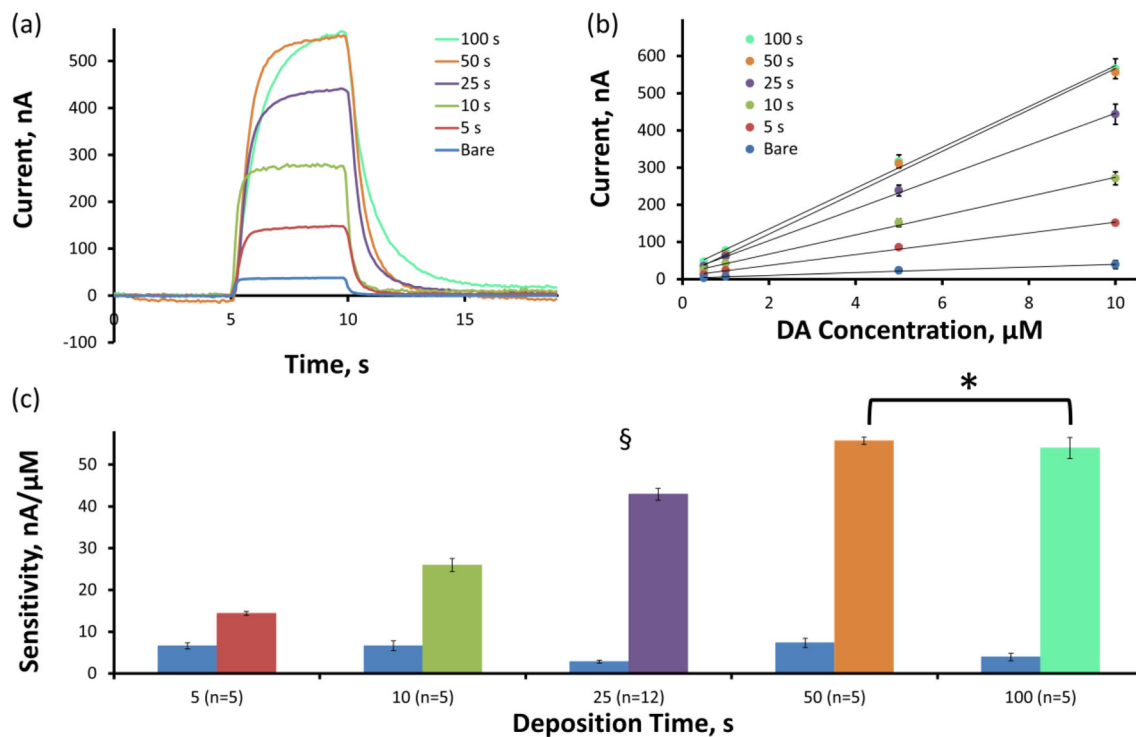 (a)
Current, nA
500
400
300
200
100
0
-100
0
5
10
15
Time, s
100 s
50 s
25 s
10 s
5 s
Bare
(b)
Current, nA
600
500
400
300
200
100
0
0
2
4
6
8
10
DA Concentration, µM
100 s
50 s
25 s
10 s
5 s
Bare
(c)
Sensitivity, nA/µM
50
40
30
20
10
0
§
*
5 (n=5)
10 (n=5)
25 (n=12)
50 (n=5)
100 (n=5)
Deposition Time, s